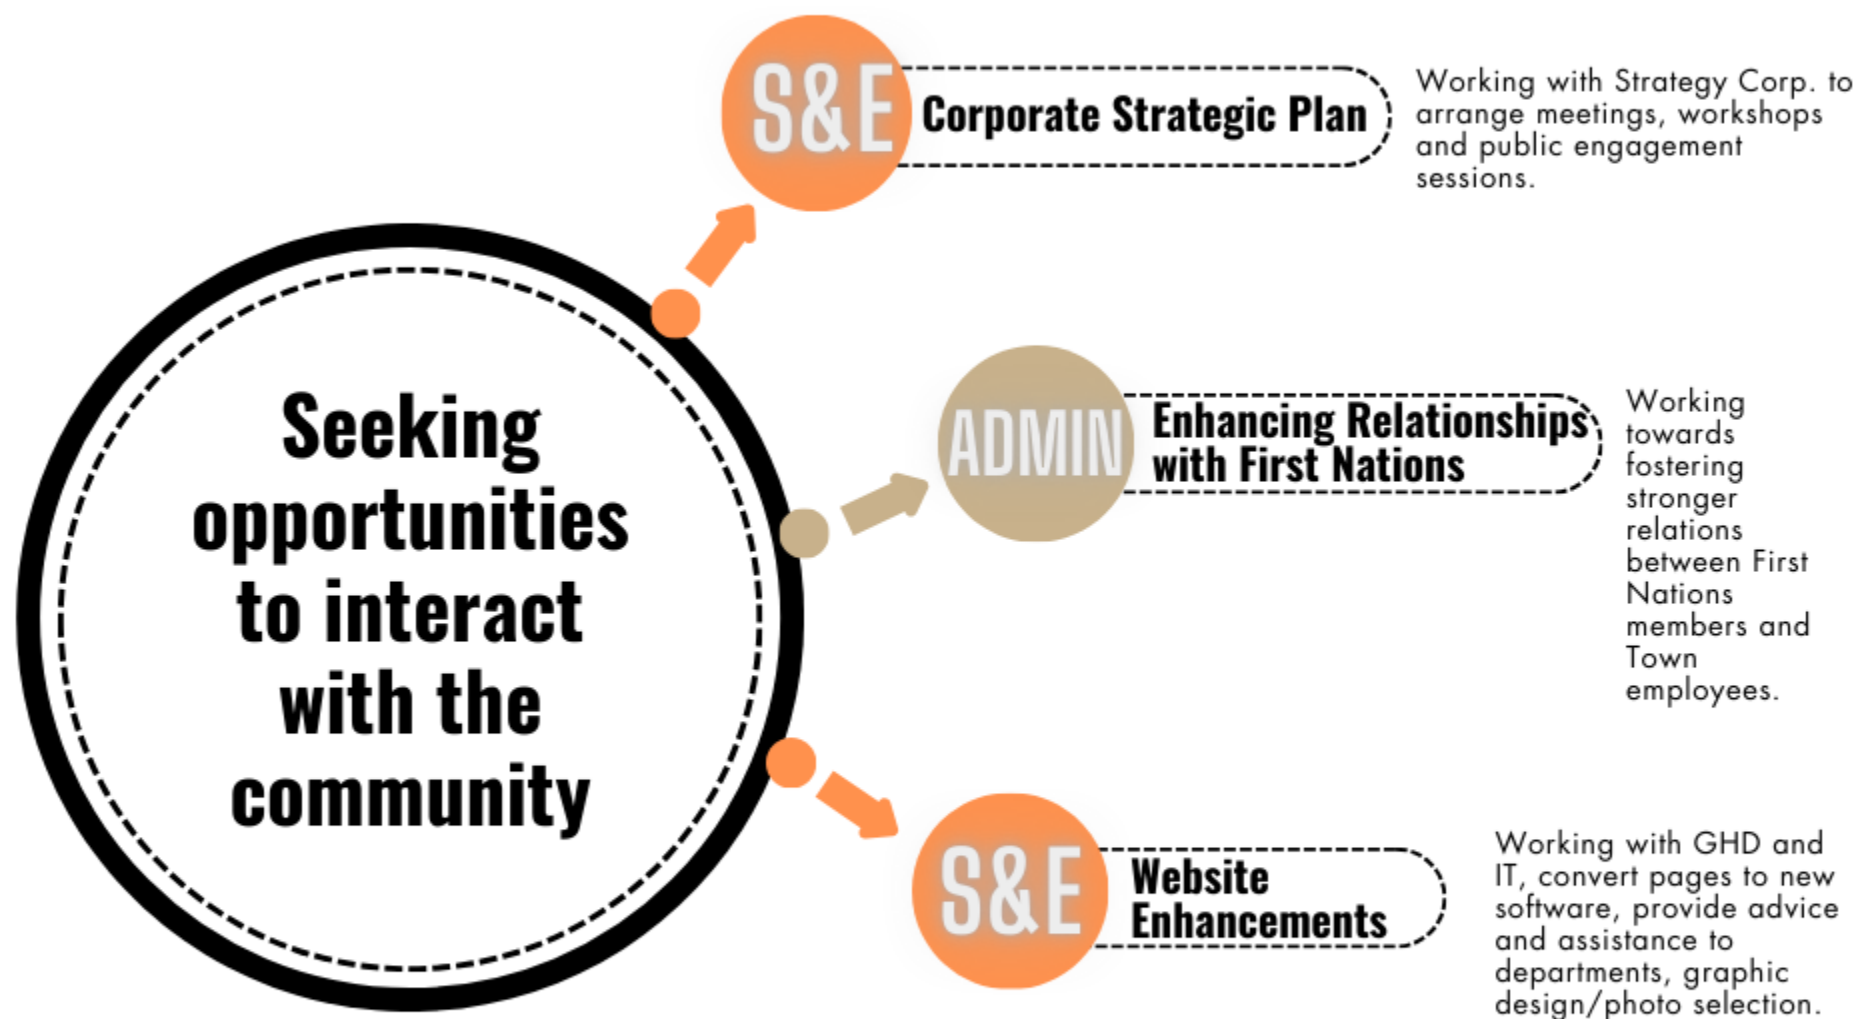 S&E
Corporate Strategic Plan
Working with Strategy Corp. to
arrange meetings, workshops
and public engagement
sessions.
Seeking
opportunities
to interact
with the
community
ADMIN
Enhancing Relationships
with First Nations
Working
towards
fostering
stronger
relations
between First
Nations
members and
Town
employees.
S&E
Website
Enhancements
Working with GHD and
IT, convert pages to new
software, provide advice
and assistance to
departments, graphic
design/photo selection.